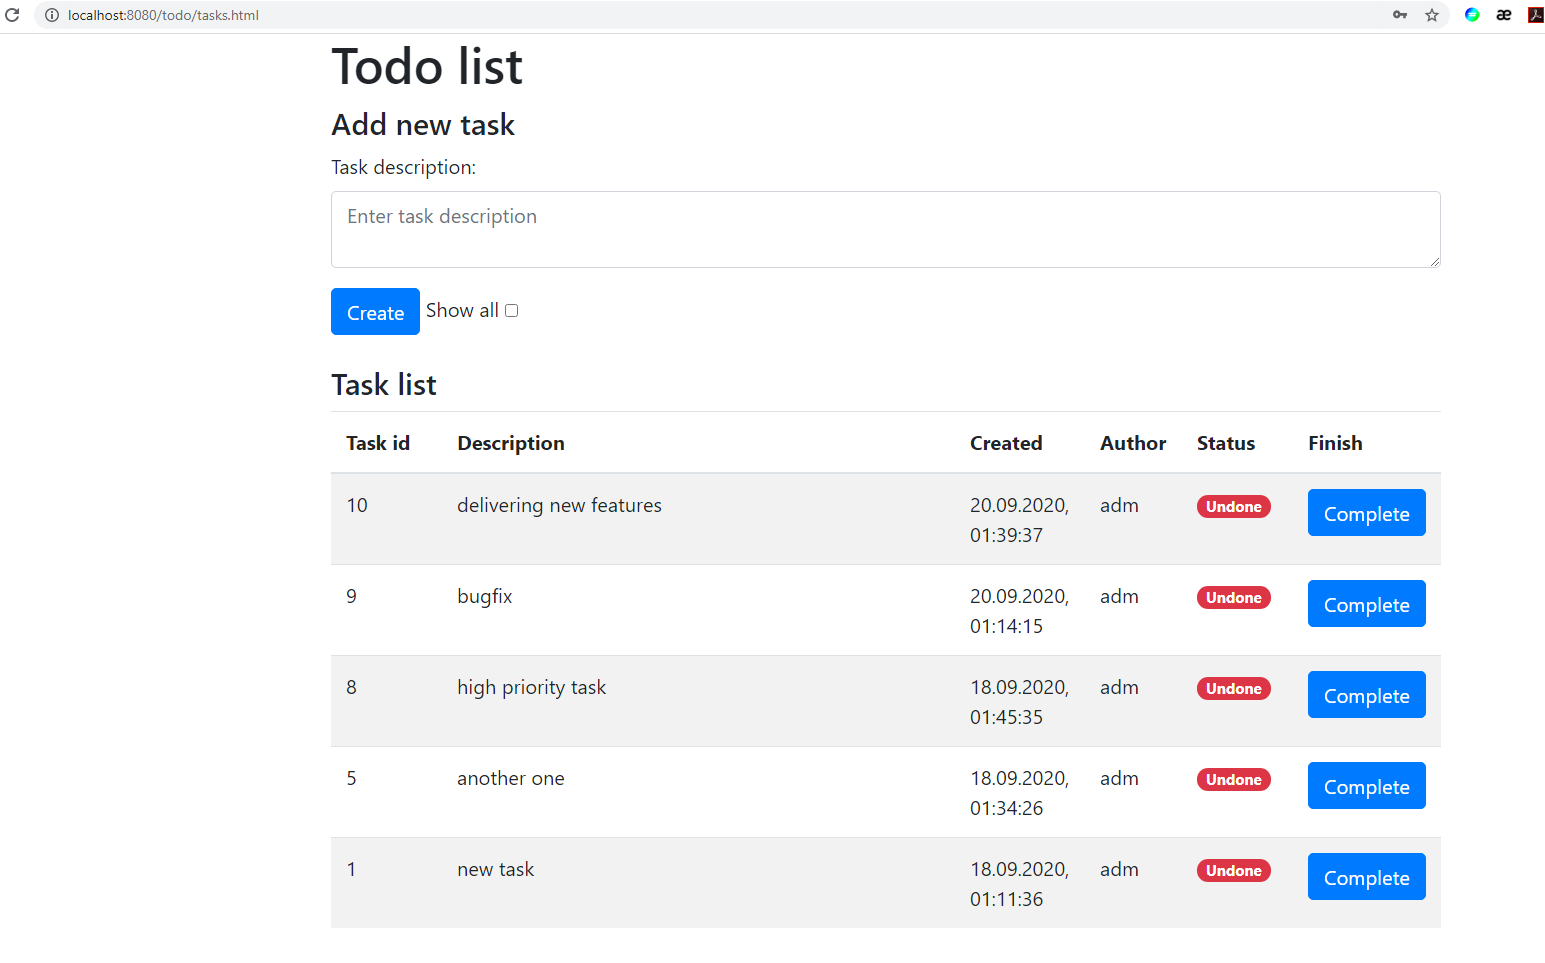 localhost:8080/todo/tasks.html
Todo list
Add new task
Task description:
Enter task description
Create Show all
Task list
Task id Description Created Author Status Finish
10 delivering new features 20.09.2020, adm Undone Complete
01:39:37
9 bugfix 20.09.2020, adm Undone Complete
01:14:15
8 high priority task 18.09.2020, adm Undone Complete
01:45:35
5 another one 18.09.2020, adm Undone Complete
01:34:26
1 new task 18.09.2020, adm Undone Complete
01:11:36